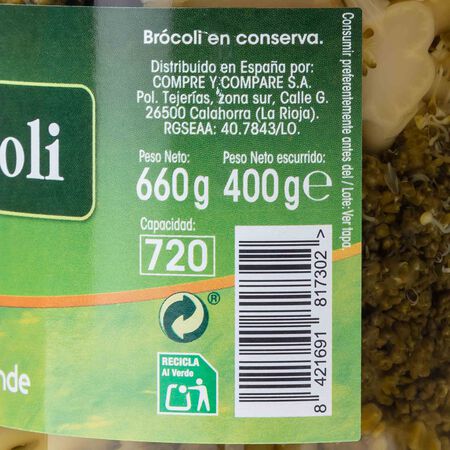 Brócoli en conserva.
Distribuido en España por:
COMPRE Y COMPARE S.A.
Pol. Tejerías, zona sur, Calle G.
26500 Calahorra (La Rioja).
RGSEAA: 40.7843/LO.
oli
Peso Neto: Peso Neto escurrido:
660g 400g e
Capacidad:
720
®
RECICLA
Al Verde
nde
8 421691 817302 >
Consumir preferentemente antes del / Lote: Ver tapa